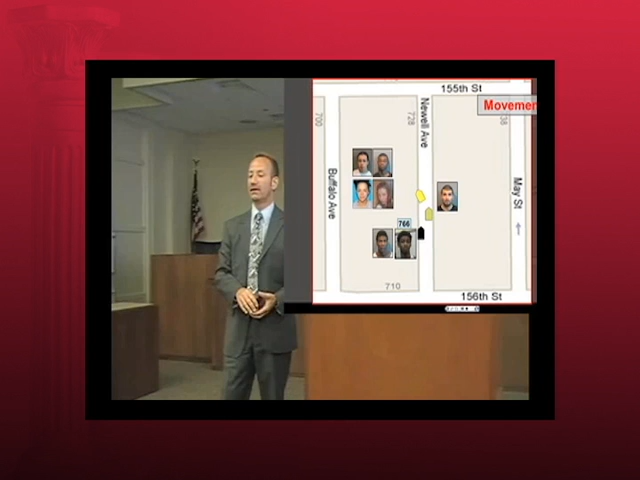 155th St
Movemen
700
728
Newell Ave
Buffalo Ave
May St
766
710
156th St